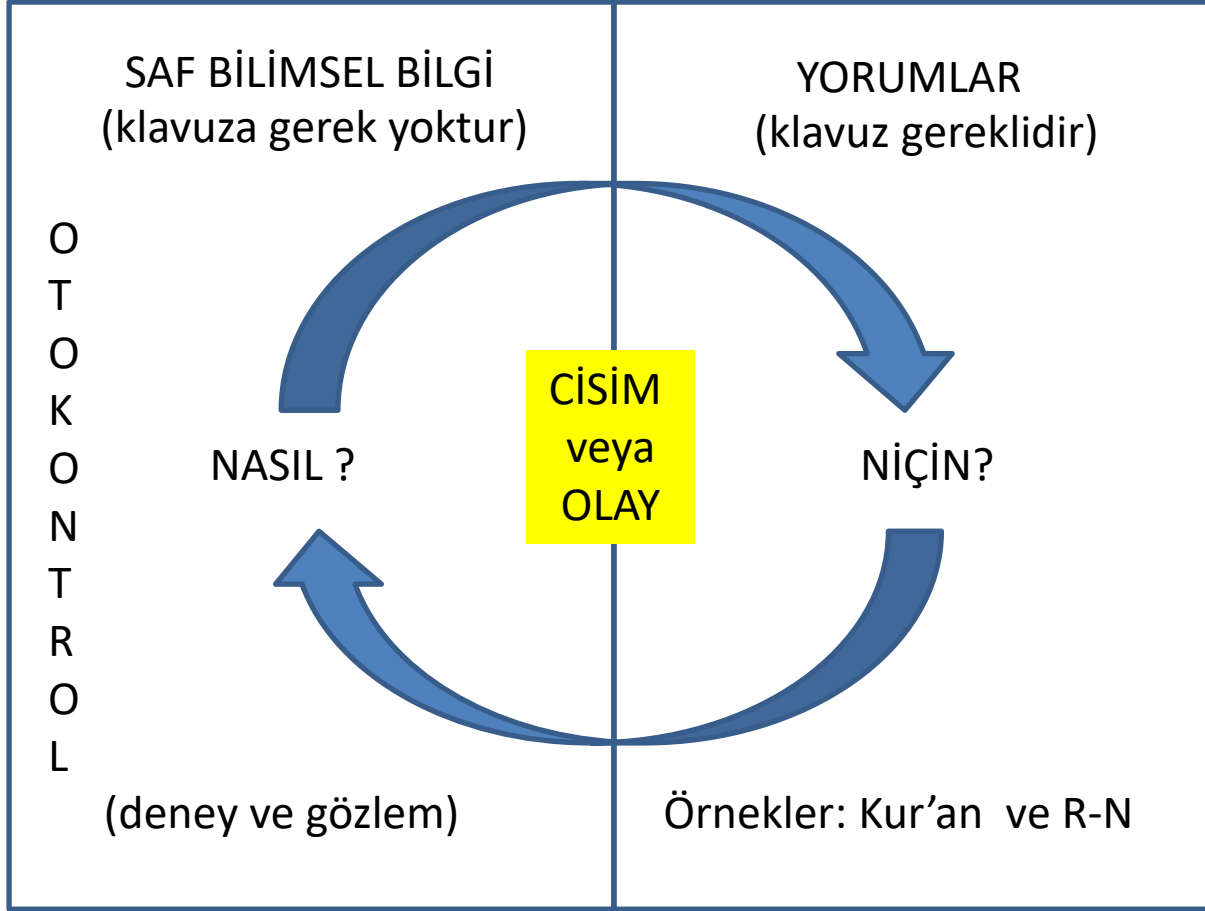 SAF BİLİMSEL BİLGİ
(klavuza gerek yoktur)
YORUMLAR
(klavuz gereklidir)
O
T
O
K
O
N
T
R
O
L
NASIL ?
CİSİM
veya
OLAY
NİÇİN?
(deney ve gözlem)
Örnekler: Kur’an ve R-N